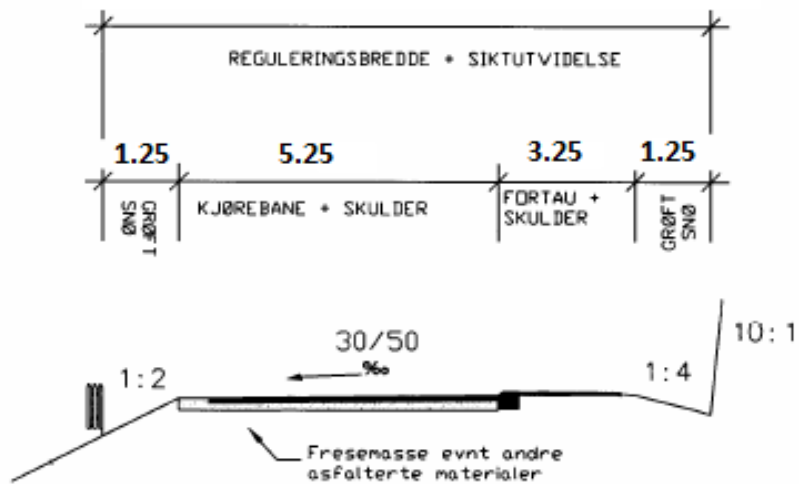 REGULERINGSBREDDE + SIKTUTVIDELSE
1.25 5.25 3.25 1.25
GRØFT
SNØ
KJØREBANE + SKULDER
FORTAU +
SKULDER
GRØFT
SNØ
30/50
‰
10:1
1:2
1:4
Fresemasse evnt andre
asfalterte materialer